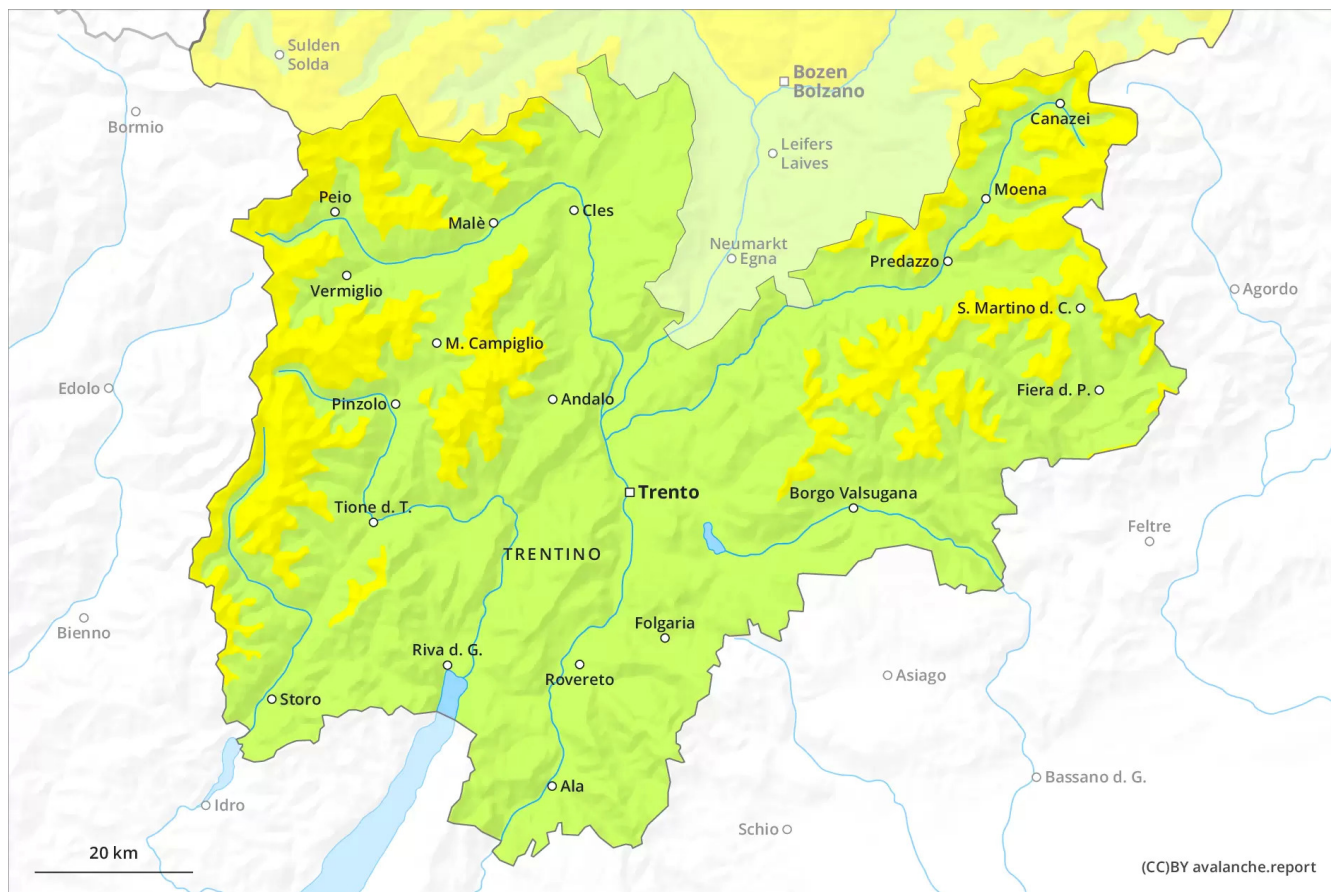 Sulden
Solda
Bozen
Bolzano
Bormio
Canazei
Leifers
Laives
Peio
Moena
Malè
Cles
Neumarkt
Egna
Predazzo
Vermiglio
Agordo
S. Martino d. C.
M. Campiglio
Edolo
Pinzolo
Andalo
Fiera d. P.
Trento
Borgo Valsugana
Tione d. T.
Feltre
TRENTINO
Bienno
Folgaria
Riva d. G.
Rovereto
Asiago
Storo
Bassano d. G.
Ala
Idro
Schio
20 km
(CC)BY avalanche.report